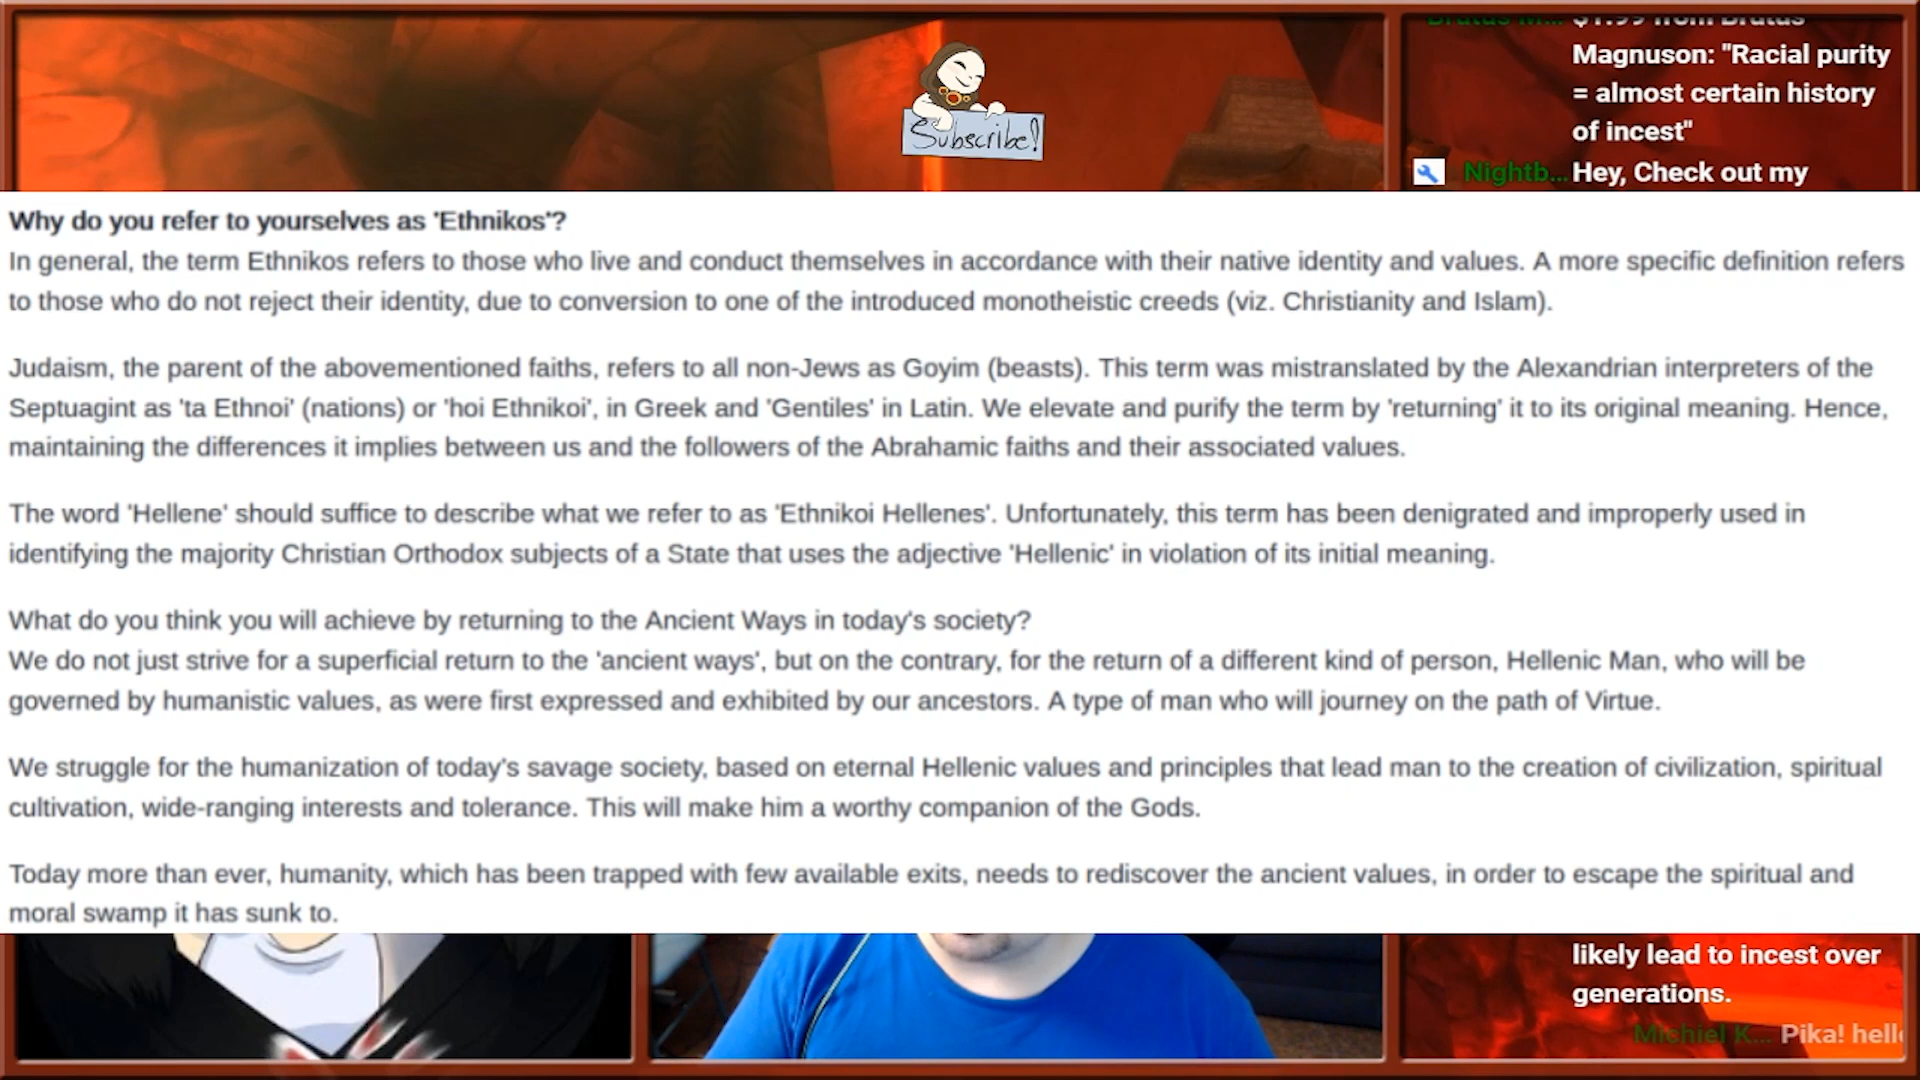 Subscribe!
$1.99 from Brutus
Magnuson: "Racial purity
= almost certain history
of incest"
Nightb... Hey, Check out my
Why do you refer to yourselves as 'Ethnikos'?
In general, the term Ethnikos refers to those who live and conduct themselves in accordance with their native identity and values. A more specific definition refers
to those who do not reject their identity, due to conversion to one of the introduced monotheistic creeds (viz. Christianity and Islam).
Judaism, the parent of the abovementioned faiths, refers to all non-Jews as Goyim (beasts). This term was mistranslated by the Alexandrian interpreters of the
Septuagint as 'ta Ethnoi' (nations) or 'hoi Ethnikoi', in Greek and 'Gentiles' in Latin. We elevate and purify the term by 'returning' it to its original meaning. Hence,
maintaining the differences it implies between us and the followers of the Abrahamic faiths and their associated values.
The word 'Hellene' should suffice to describe what we refer to as 'Ethnikoi Hellenes'. Unfortunately, this term has been denigrated and improperly used in
identifying the majority Christian Orthodox subjects of a State that uses the adjective 'Hellenic' in violation of its initial meaning.
What do you think you will achieve by returning to the Ancient Ways in today's society?
We do not just strive for a superficial return to the 'ancient ways', but on the contrary, for the return of a different kind of person, Hellenic Man, who will be
governed by humanistic values, as were first expressed and exhibited by our ancestors. A type of man who will journey on the path of Virtue.
We struggle for the humanization of today's savage society, based on eternal Hellenic values and principles that lead man to the creation of civilization, spiritual
cultivation, wide-ranging interests and tolerance. This will make him a worthy companion of the Gods.
Today more than ever, humanity, which has been trapped with few available exits, needs to rediscover the ancient values, in order to escape the spiritual and
moral swamp it has sunk to.
likely lead to incest over
generations.
Michiel K... Pika!